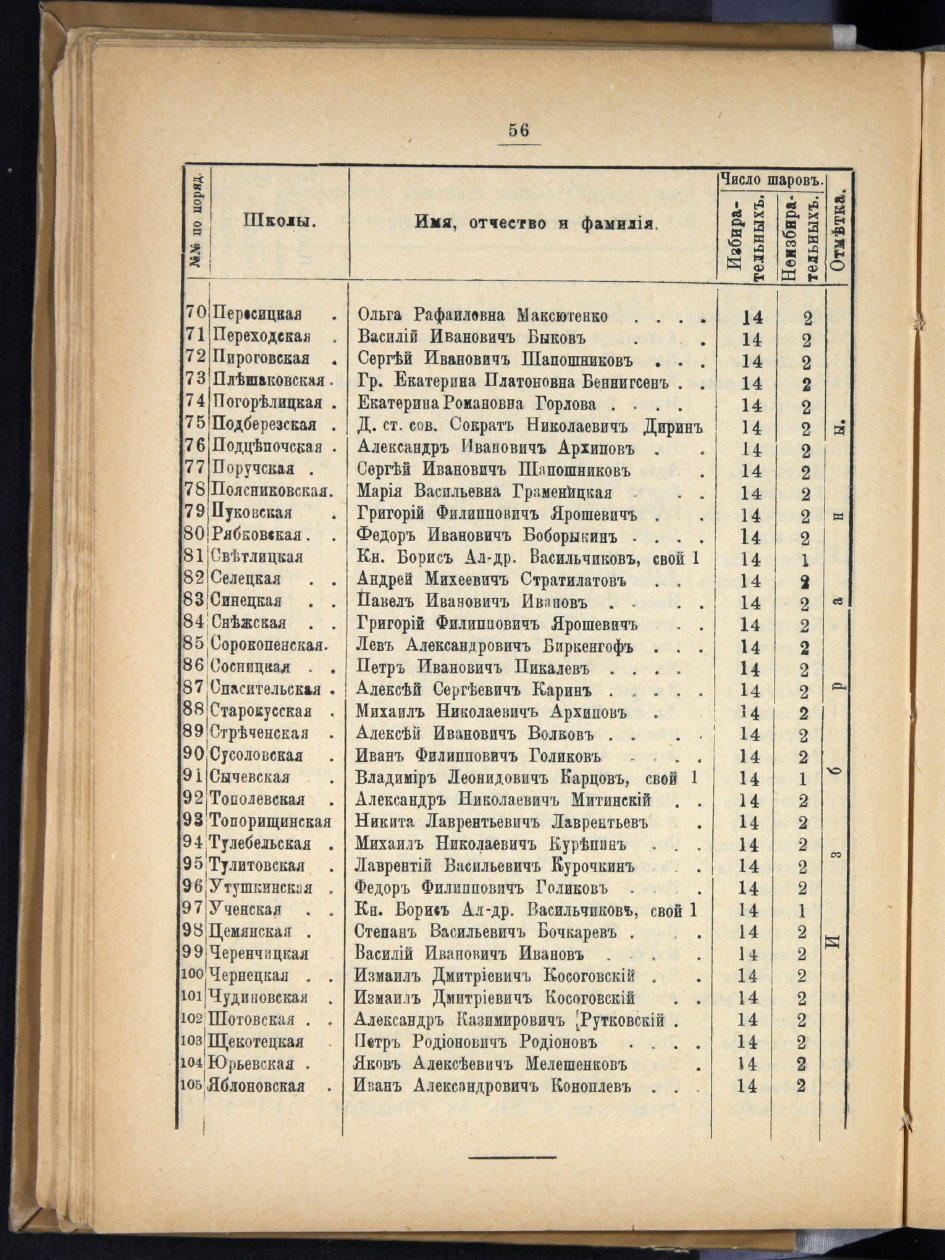 56
№№ по поряд. Школы. Имя, отчество и фамилія. Число шаровъ. Избира-тельныхъ. Неизбира-тельныхъ. Отмѣтка.
70 Пересицкая . Ольга Рафаиловна Максютенко . . . . 14 2
71 Переходская . Василій Ивановичъ Быковъ . . 14 2
72 Пироговская . Сергѣй Ивановичъ Шапошниковъ . . . 14 2
73 Плѣшаковская . Гр. Екатерина Платоновна Беннигсенъ . . 14 2
74 Погорѣлицкая . Екатерина Романовна Горлова . . . . 14 2
75 Подберезская . Д. ст. сов. Сократъ Николаевичъ Диринъ 14 2
76 Подцѣпочская . Александръ Ивановичъ Архиповъ . . 14 2
77 Поручская . Сергѣй Ивановичъ Шапошниковъ . 14 2
78 Поясниковская. Марія Васильевна Граменицкая . . . 14 2
79 Пуковская . Григорій Филипповичъ Ярошевичъ . . 14 2
80 Рябковская . . Федоръ Ивановичъ Боборыкинъ . . . . 14 2
81 Свѣтлицкая Кн. Борисъ Ал-др. Васильчиковъ, свой 1 14 1
82 Селецкая . . Андрей Михеевичъ Стратилатовъ . . 14 2
83 Синецкая . . Павелъ Ивановичъ Ивановъ . . . . 14 2
84 Снѣжская . . Григорій Филипповичъ Ярошевичъ . . 14 2
85 Сорокопенская. Левъ Александровичъ Биркенгофъ . . . 14 2
86 Сосницкая . . Петръ Ивановичъ Пикалевъ . . . . 14 2
87 Спасительская . Алексѣй Сергѣевичъ Каринъ . . . . . 14 2
88 Старокусская . Михаилъ Николаевичъ Архиповъ . 14 2
89 Стрѣченская . Алексѣй Ивановичъ Волковъ . . . . 14 2
90 Сусоловская . Иванъ Филипповичъ Голиковъ . . . . 14 2
91 Сычевская . Владиміръ Леонидовичъ Карцовъ, свой 1 14 1
92 Тополевская . Александръ Николаевичъ Митинскій . . 14 2
93 Топорищинская Никита Лаврентьевичъ Лаврентьевъ . 14 2
94 Тулебельская . Михаилъ Николаевичъ Курѣпинъ . . . 14 2
95 Тулитовская . Лаврентій Васильевичъ Курочкинъ . . 14 2
96 Утушкинская . Федоръ Филипповичъ Голиковъ . . . 14 2
97 Ученская . . Кн. Борисъ Ал-др. Васильчиковъ, свой 1 14 1
98 Цемянская . Степанъ Васильевичъ Бочкаревъ . . . 14 2
99 Черенчицкая Василій Ивановичъ Ивановъ . . . . 14 2
100 Чернецкая . . Измаилъ Дмитріевичъ Косоговскій . . 14 2
101 Чудиновская . Измаилъ Дмитріевичъ Косоговскій . . 14 2
102 Шотовская . . Александръ Казимировичъ Рутковскій . 14 2
103 Щекотецкая Петръ Родіоновичъ Родіоновъ . . . . 14 2
104 Юрьевская . Яковъ Алексѣевичъ Мелешенковъ . 14 2
105 Яблоновская . Иванъ Александровичъ Коноплевъ . . . 14 2
Избраны.